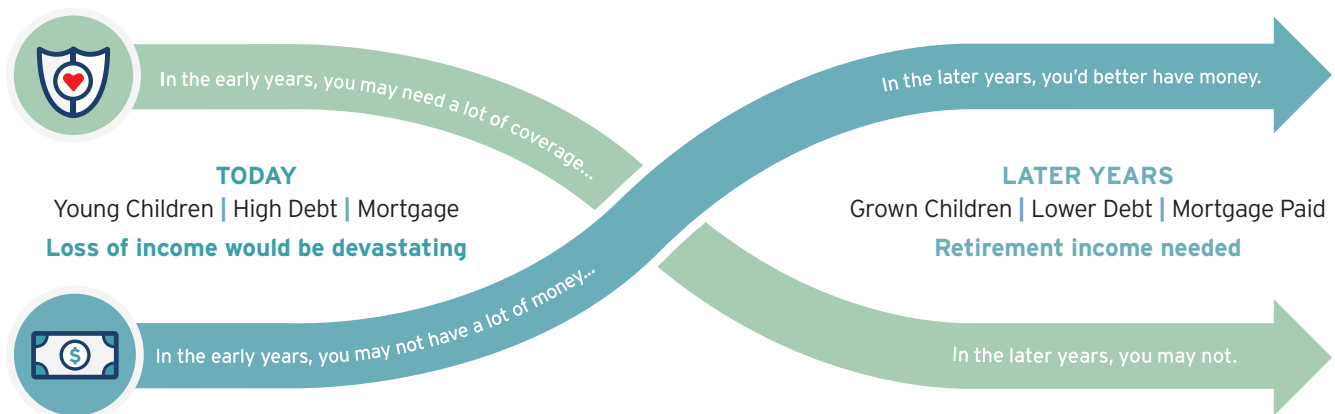 In the early years, you may need a lot of coverage...
In the later years, you'd better have money.
TODAY
Young Children | High Debt | Mortgage
Loss of income would be devastating
LATER YEARS
Grown Children | Lower Debt | Mortgage Paid
Retirement income needed
$
In the early years, you may not have a lot of money...
In the later years, you may not.